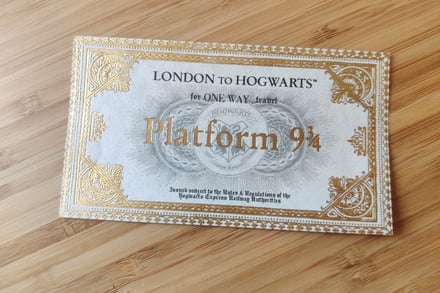 LONDON TO HOGWARTS™
for ONE WAY travel
HOGWARTS
Platform 9¾
Issued subject to the Rules & Regulations of the
Hogwarts Express Railway Authorities